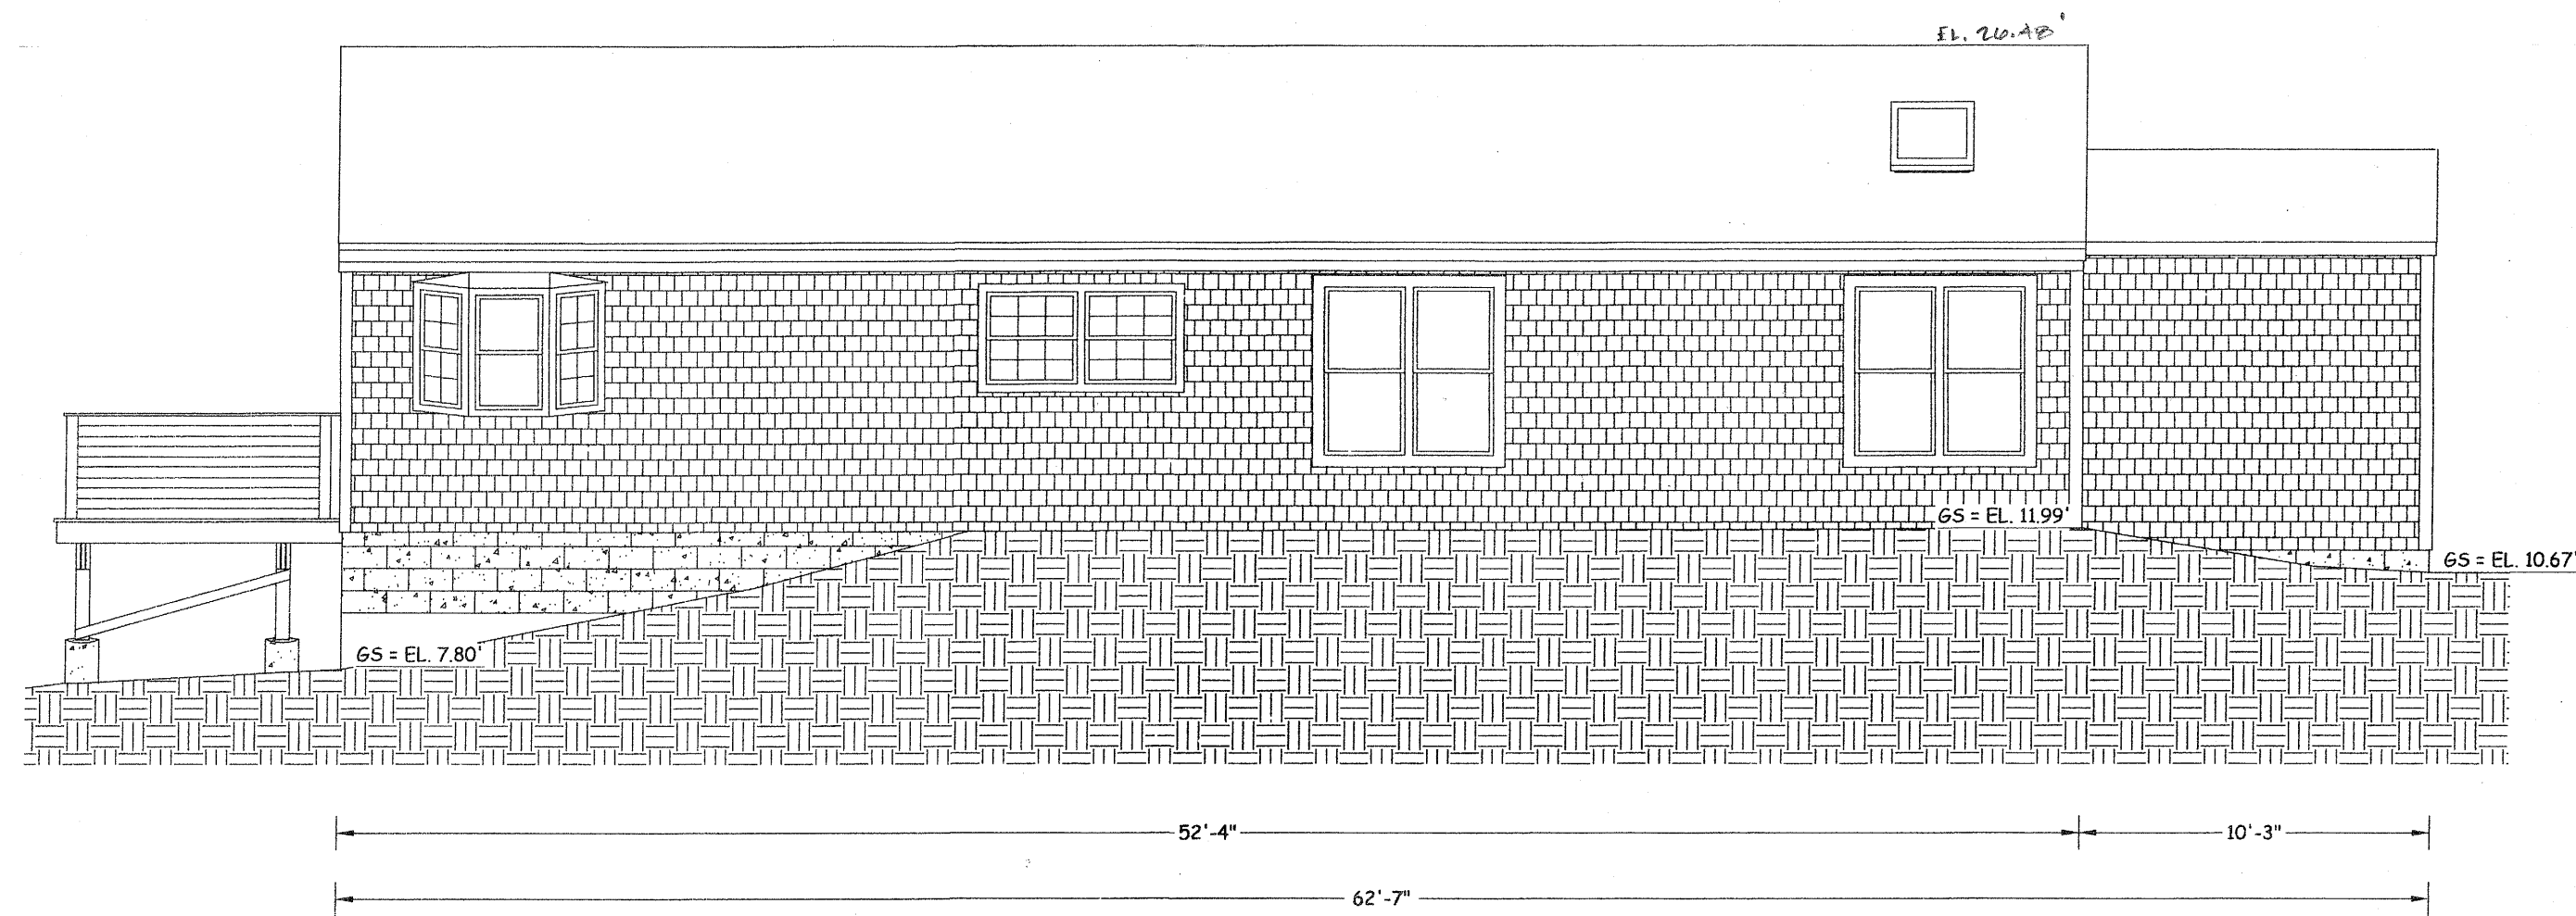 EL. 26.48'
GS = EL. 11.99'
GS = EL. 10.67'
GS = EL. 7.80'
52'-4"
10'-3"
62'-7"